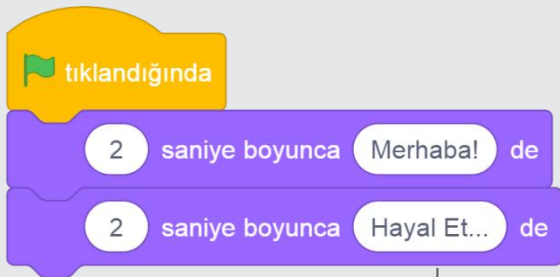 tıklandığında
2 saniye boyunca Merhaba! de
2 saniye boyunca Hayal Et... de